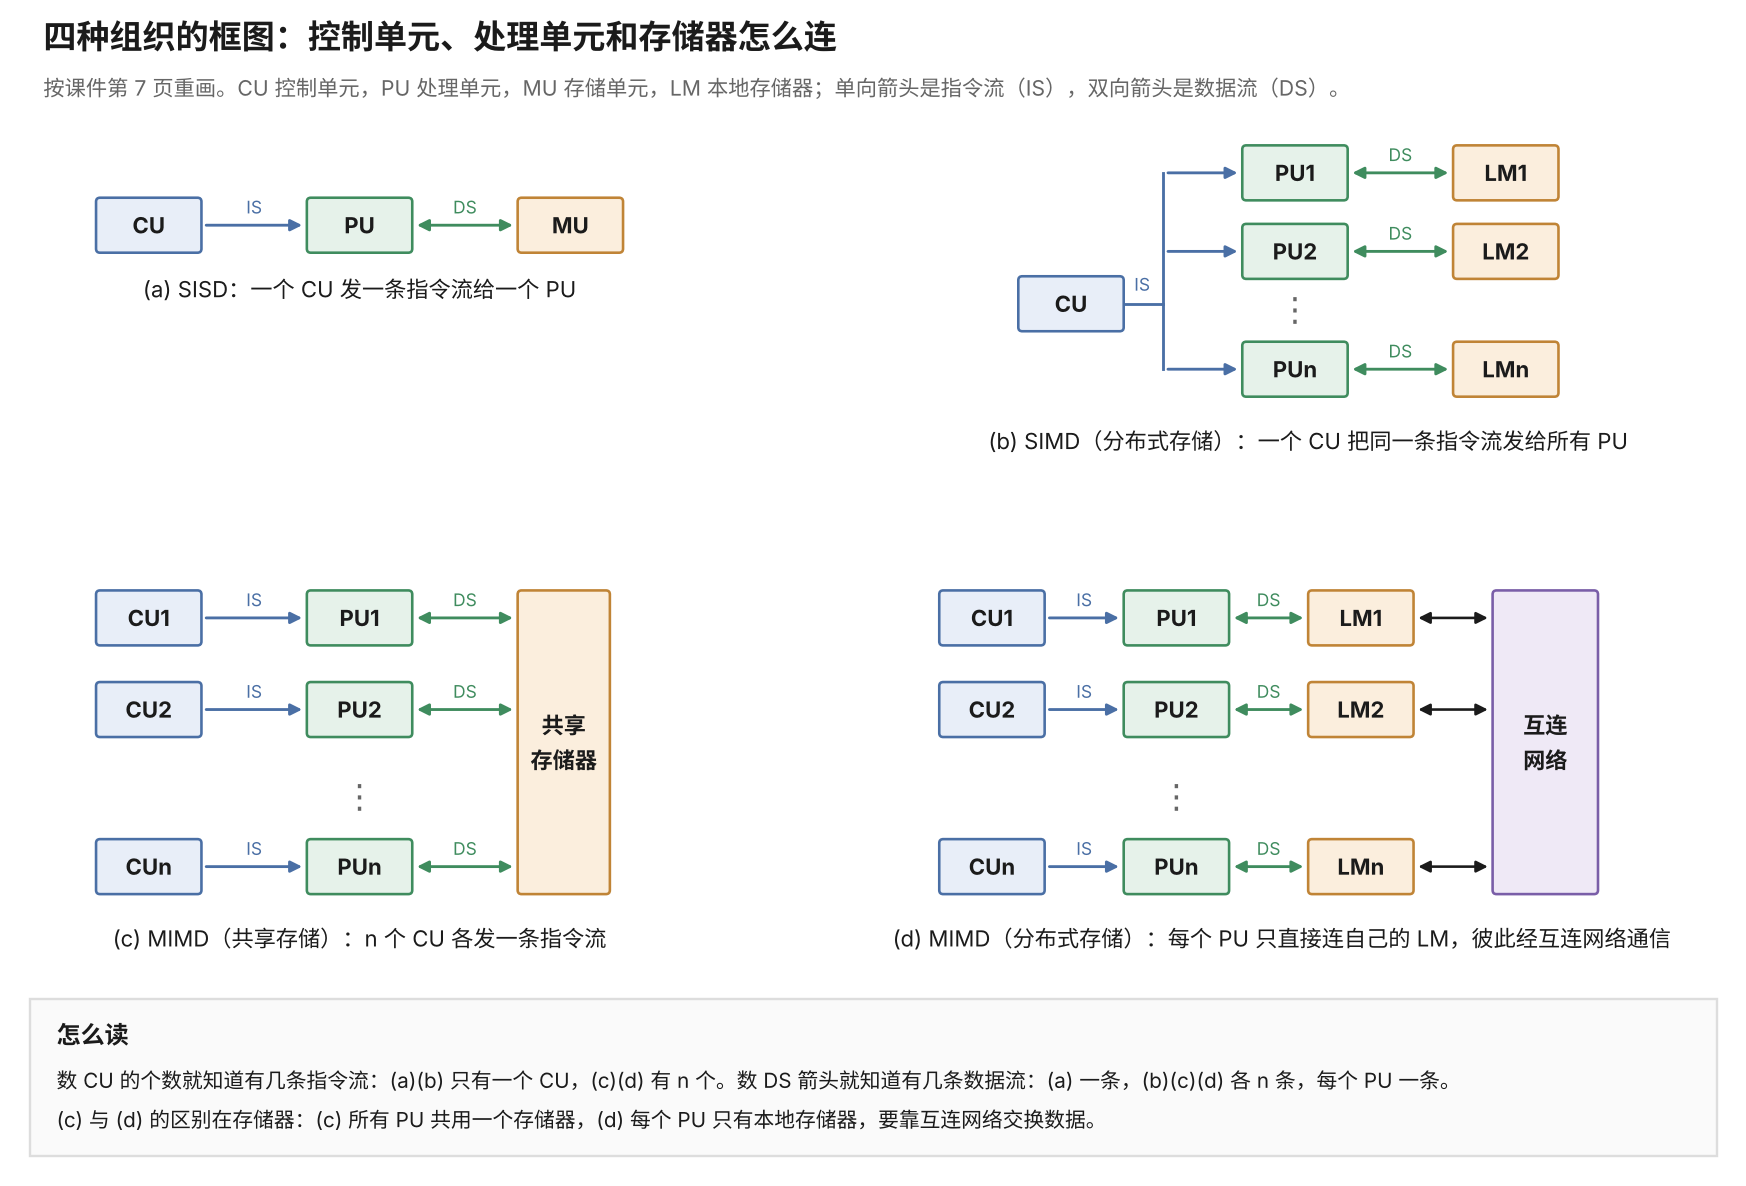 四种组织的框图：控制单元、处理单元和存储器怎么连
按课件第 7 页重画。CU 控制单元，PU 处理单元，MU 存储单元，LM 本地存储器；单向箭头是指令流（IS），双向箭头是数据流（DS）。
CU IS PU DS MU
(a) SISD：一个 CU 发一条指令流给一个 PU
PU1 DS LM1
PU2 DS LM2
CU IS
⋮
PUn DS LMn
(b) SIMD（分布式存储）：一个 CU 把同一条指令流发给所有 PU
CU1 IS PU1 DS
CU2 IS PU2 DS
共享
存储器
⋮
CUn IS PUn DS
(c) MIMD（共享存储）：n 个 CU 各发一条指令流
CU1 IS PU1 DS LM1
CU2 IS PU2 DS LM2
互连
网络
⋮
CUn IS PUn DS LMn
(d) MIMD（分布式存储）：每个 PU 只直接连自己的 LM，彼此经互连网络通信
怎么读
数 CU 的个数就知道有几条指令流：(a)(b) 只有一个 CU，(c)(d) 有 n 个。数 DS 箭头就知道有几条数据流：(a) 一条，(b)(c)(d) 各 n 条，每个 PU 一条。
(c) 与 (d) 的区别在存储器：(c) 所有 PU 共用一个存储器，(d) 每个 PU 只有本地存储器，要靠互连网络交换数据。